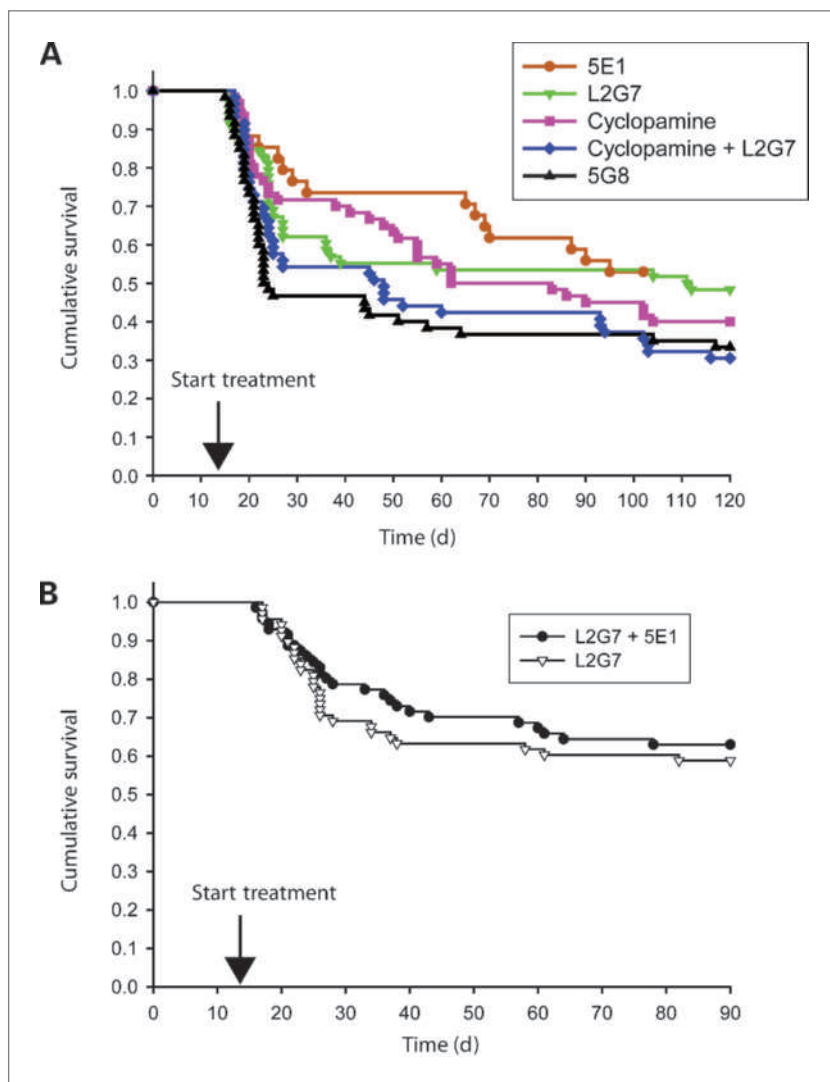 A
5E1
L2G7
Cyclopamine
Cyclopamine + L2G7
5G8
1.0
0.9
0.8
0.7
0.6
0.5
0.4
0.3
0.2
0.1
0.0
Cumulative survival
Start treatment
0 10 20 30 40 50 60 70 80 90 100 110 120
Time (d)
B
L2G7 + 5E1
L2G7
1.0
0.9
0.8
0.7
0.6
0.5
0.4
0.3
0.2
0.1
0.0
Cumulative survival
Start treatment
0 10 20 30 40 50 60 70 80 90
Time (d)